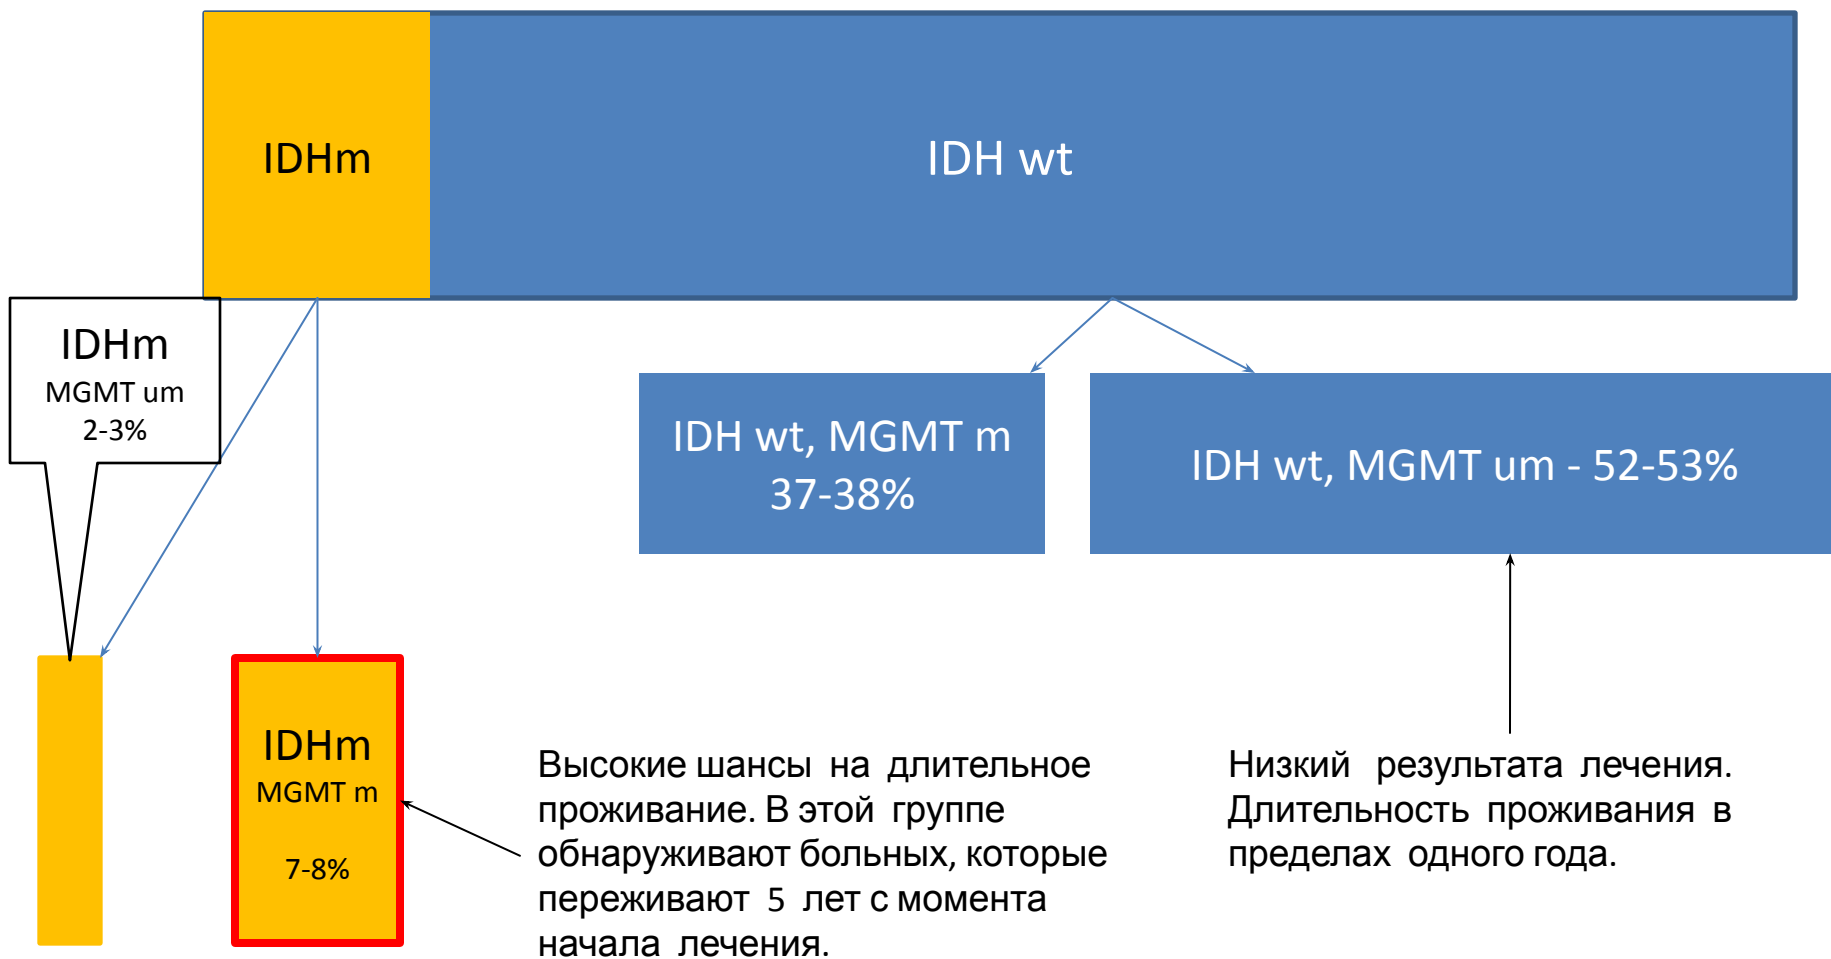 IDHm
IDH wt
IDHm
MGMT um
2-3%
IDH wt, MGMT m
37-38%
IDH wt, MGMT um - 52-53%
IDHm
MGMT m
7-8%
Высокие шансы на длительное
проживание. В этой группе
обнаруживают больных, которые
переживают 5 лет с момента
начала лечения.
Низкий результата лечения.
Длительность проживания в
пределах одного года.